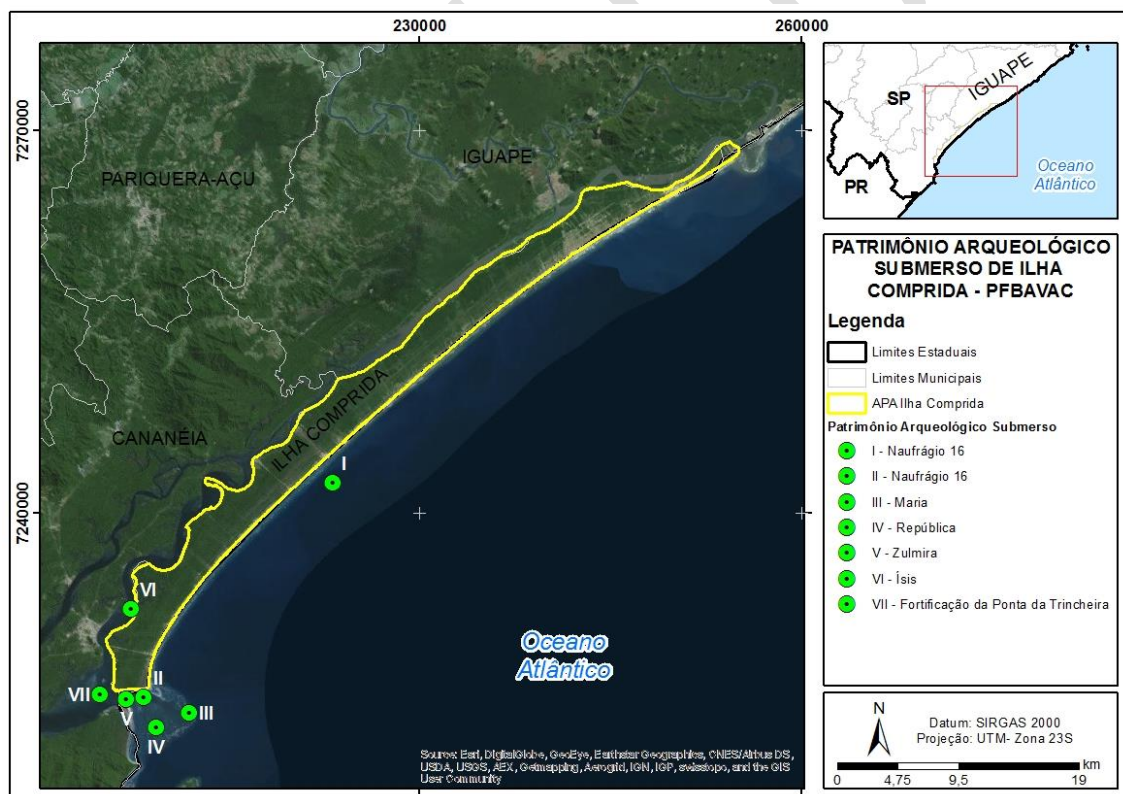 230000
260000
7270000
7240000
PARIQUERA-AÇU
IGUAPE
CANANÉIA
ILHA COMPRIDA
I
VI
VII
II
V
III
IV
Oceano
Atlântico
Source: Esri, DigitalGlobe, GeoEye, Earthstar Geographics, CNES/Airbus DS,
USDA, USGS, AEX, Getmapping, Aerogrid, IGN, IGP, swisstopo, and the GIS
User Community
SP
IGUAPE
PR
Oceano
Atlântico
PATRIMÔNIO ARQUEOLÓGICO
SUBMERSO DE ILHA
COMPRIDA - PFBAVAC
Legenda
Limites Estaduais
Limites Municipais
APA Ilha Comprida
Patrimônio Arqueológico Submerso
I - Naufrágio 16
II - Naufrágio 16
III - Maria
IV - República
V - Zulmira
VI - Ísis
VII - Fortificação da Ponta da Trincheira
N
Datum: SIRGAS 2000
Projeção: UTM- Zona 23S
km
0 4,75 9,5 19